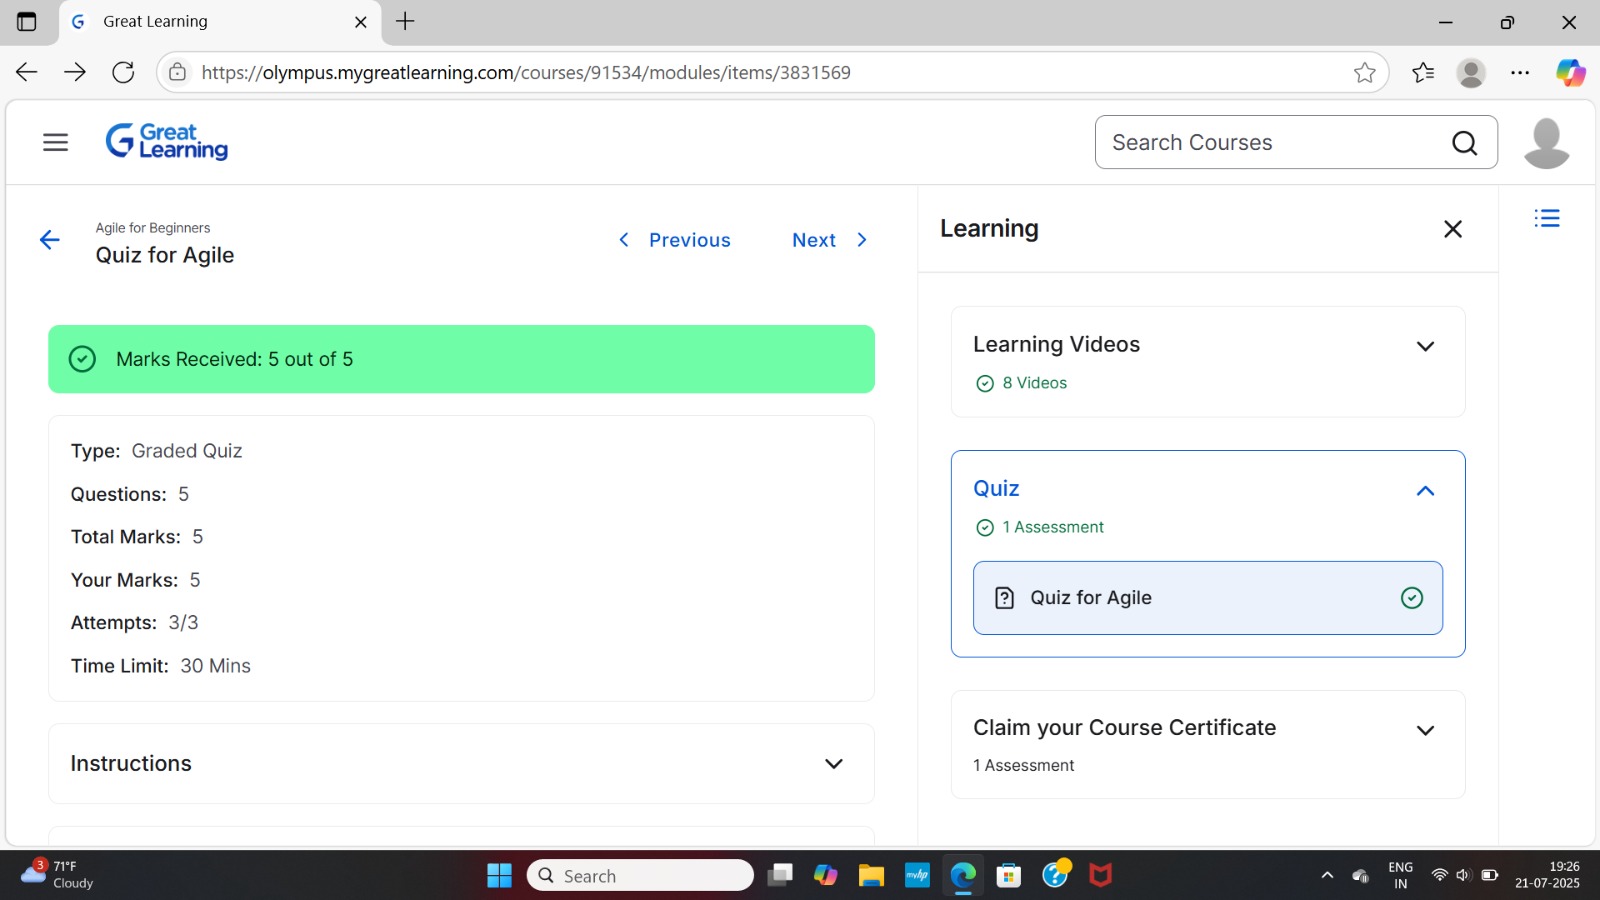 Great Learning
https://olympus.mygreatlearning.com/courses/91534/modules/items/3831569
Great
Learning
Search Courses
Agile for Beginners
Quiz for Agile
Previous
Next
Marks Received: 5 out of 5
Type: Graded Quiz
Questions: 5
Total Marks: 5
Your Marks: 5
Attempts: 3/3
Time Limit: 30 Mins
Instructions
Learning
Learning Videos
8 Videos
Quiz
1 Assessment
Quiz for Agile
Claim your Course Certificate
1 Assessment
3
71°F
Cloudy
Search
myhp
ENG
IN
19:26
21-07-2025